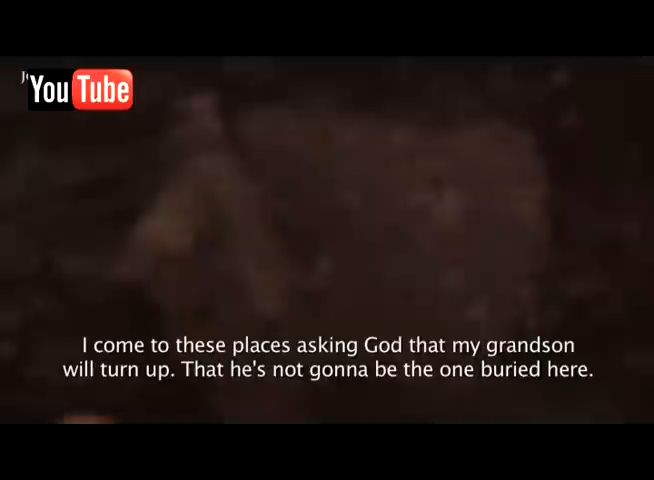 YouTube
I come to these places asking God that my grandson
will turn up. That he's not gonna be the one buried here.